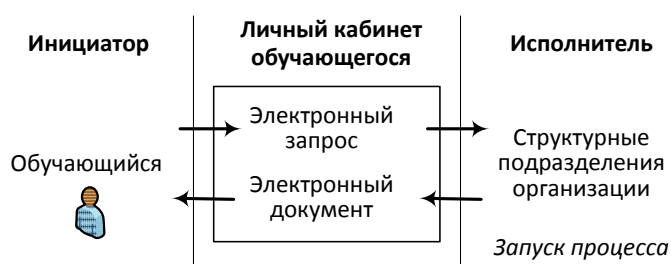 Инициатор
Личный кабинет
обучающегося
Исполнитель
Обучающийся
Электронный
запрос
Электронный
документ
Структурные
подразделения
организации
Запуск процесса